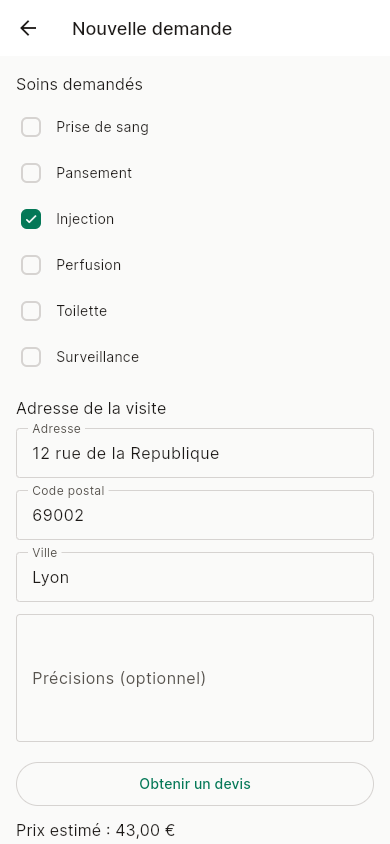 Nouvelle demande
Soins demandés
Prise de sang
Pansement
Injection
Perfusion
Toilette
Surveillance
Adresse de la visite
Adresse
12 rue de la Republique
Code postal
69002
Ville
Lyon
Précisions (optionnel)
Obtenir un devis
Prix estimé : 43,00 €